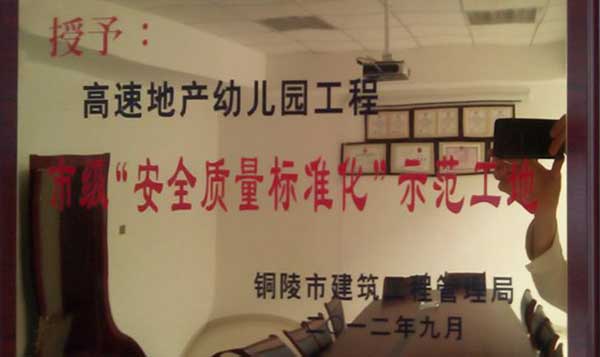 授予：
高速地产幼儿园工程
市级“安全质量标准化”示范工地
铜陵市建筑工程管理局
二〇一二年九月